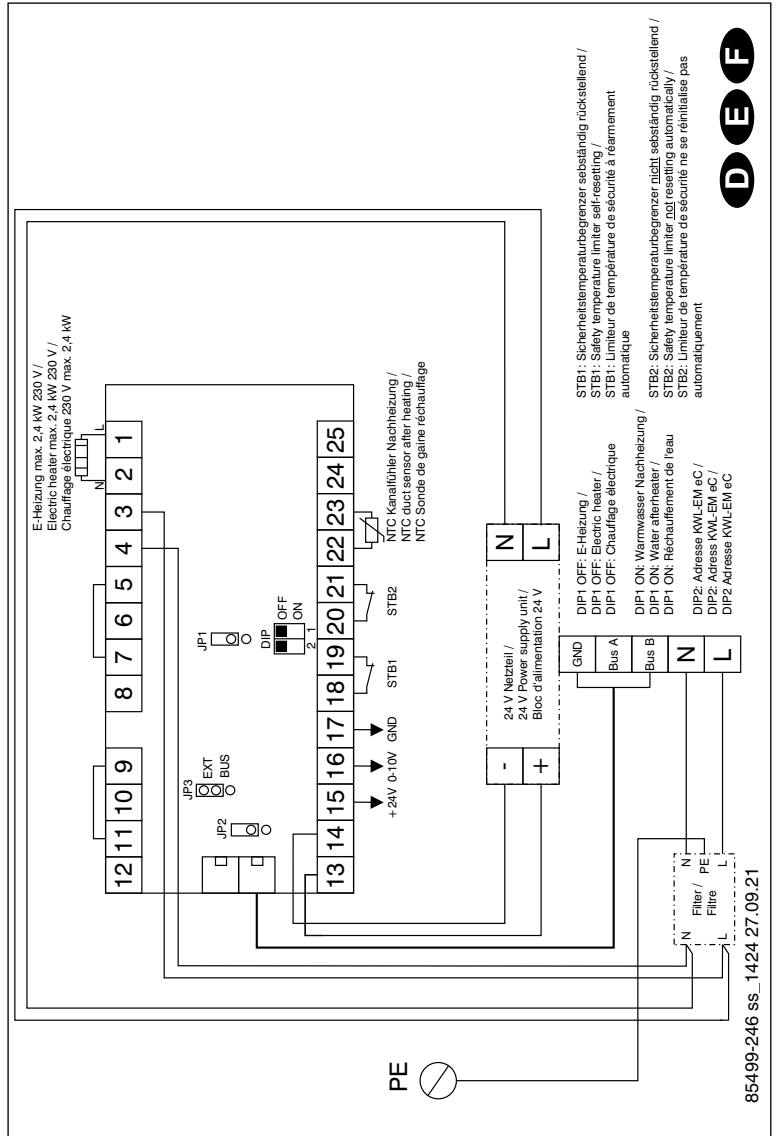 E-Heizung max. 2,4 kW 230 V /
Electric heater max. 2,4 kW 230 V /
Chauffage électrique 230 V max. 2,4 kW
N
L
12
11
10
9
8
7
6
5
4
3
2
1
JP3
EXT
BUS
JP2
JP1
DIP
OFF
ON
2 1
13
14
15
16
17
18
19
20
21
22
23
24
25
+24V
0-10V
GND
STB1
STB2
NTC Kanalfühler Nachheizung /
NTC duct sensor after heating /
NTC Sonde de gaine réchauffage
-
+
24 V Netzteil /
24 V Power supply unit /
Bloc d'alimentation 24 V
N
L
GND
Bus A
Bus B
N
L
PE
N
L
Filter /
Filtre
N
PE
L
DIP1 OFF: E-Heizung /
DIP1 OFF: Electric heater /
DIP1 OFF: Chauffage électrique
DIP1 ON: Warmwasser Nachheizung /
DIP1 ON: Water afterheater /
DIP1 ON: Réchauffement de l'eau
DIP2: Adresse KWL-EM eC /
DIP2: Adress KWL-EM eC /
DIP2 Adresse KWL-EM eC
STB1: Sicherheitstemperaturbegrenzer sebständig rückstellend /
STB1: Safety temperature limiter self-resetting /
STB1: Limiteur de température de sécurité à réarmement
automatique
STB2: Sicherheitstemperaturbegrenzer nicht sebständig rückstellend /
STB2: Safety temperature limiter not resetting automatically /
STB2: Limiteur de température de sécurité ne se réinitialise pas
automatiquement
85499-246 ss_1424 27.09.21
D E F